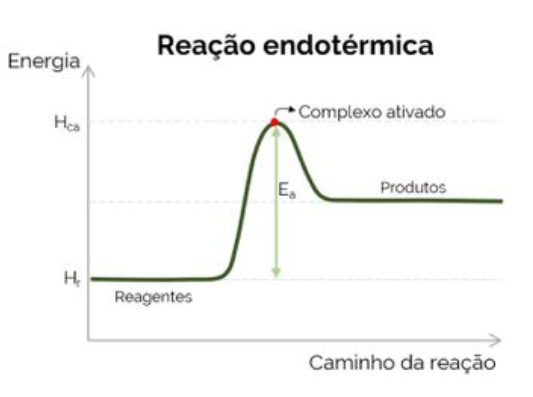 Reação endotérmica
Energia
Complexo ativado
Hca
Ea
Produtos
Hr
Reagentes
Caminho da reação